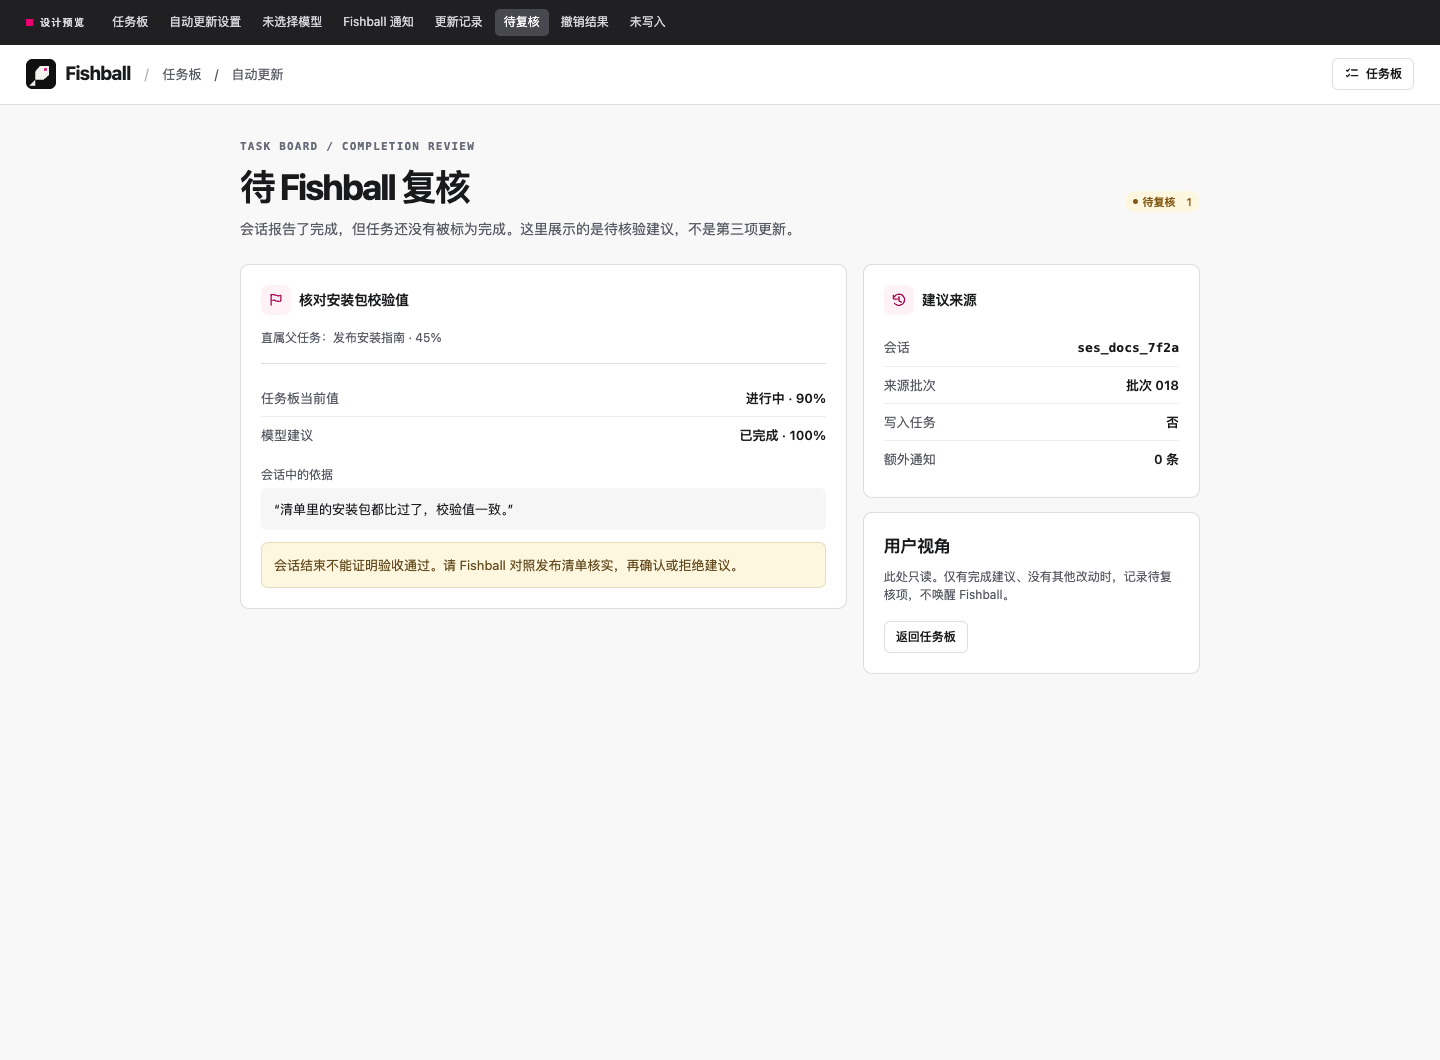 设计预览 任务板 自动更新设置 未选择模型 Fishball 通知 更新记录 待复核 撤销结果 未写入
Fishball / 任务板 / 自动更新
任务板
TASK BOARD / COMPLETION REVIEW
待 Fishball 复核
待复核 1
会话报告了完成，但任务还没有被标为完成。这里展示的是待核验建议，不是第三项更新。
核对安装包校验值
直属父任务：发布安装指南 · 45%
任务板当前值 进行中 · 90%
模型建议 已完成 · 100%
会话中的依据
“清单里的安装包都比过了，校验值一致。”
会话结束不能证明验收通过。请 Fishball 对照发布清单核实，再确认或拒绝建议。
建议来源
会话 ses_docs_7f2a
来源批次 批次 018
写入任务 否
额外通知 0 条
用户视角
此处只读。仅有完成建议、没有其他改动时，记录待复
核项，不唤醒 Fishball。
返回任务板